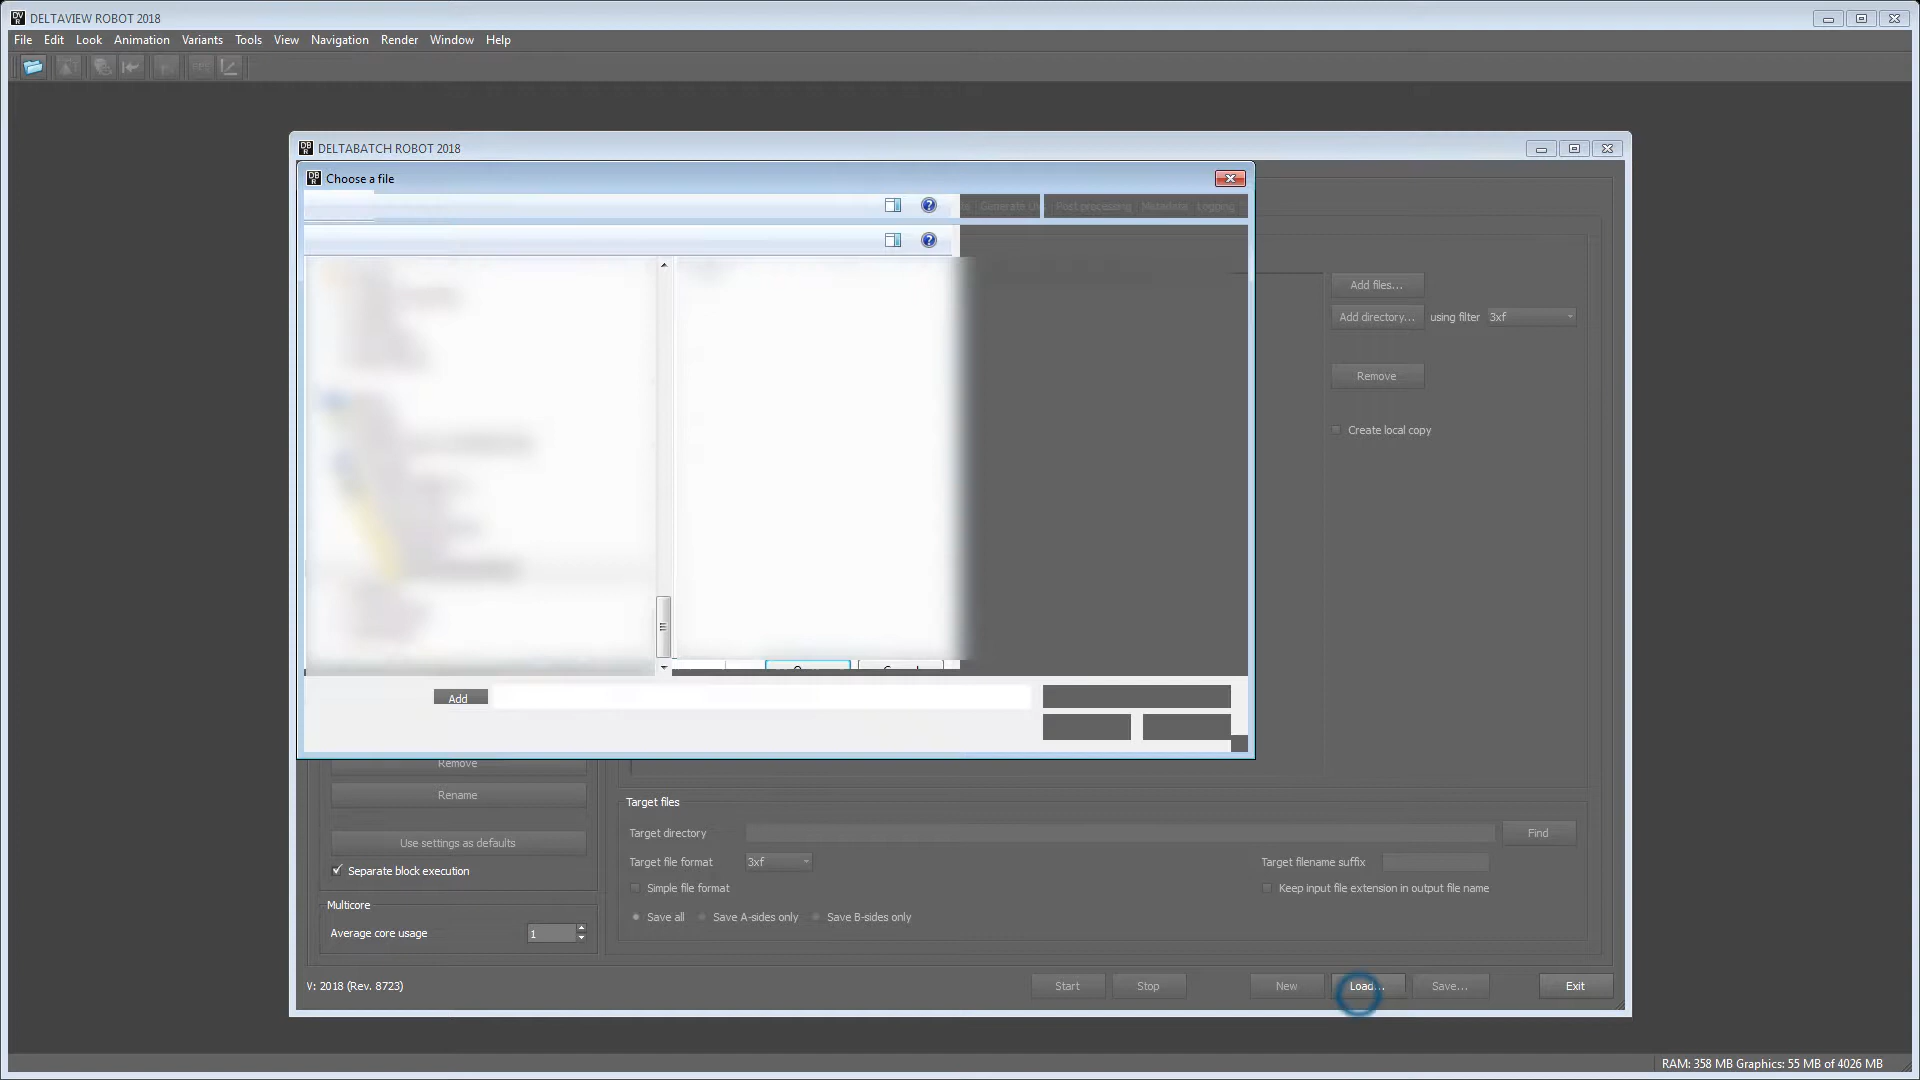 DELTAVIEW ROBOT 2018
File Edit Look Animation Variants Tools View Navigation Render Window Help
DELTABATCH ROBOT 2018
Choose a file
Post processing Metadata Logging
Add files...
Add directory... using filter 3xf
Remove
Create local copy
Add
Remove
Rename
Use settings as defaults
Separate block execution
Multicore
Average core usage 1
Target files
Target directory Find
Target file format 3xf Target filename suffix
Simple file format Keep input file extension in output file name
Save all Save A-sides only Save B-sides only
V: 2018 (Rev. 8723) Start Stop New Load... Save... Exit
RAM: 358 MB Graphics: 55 MB of 4026 MB